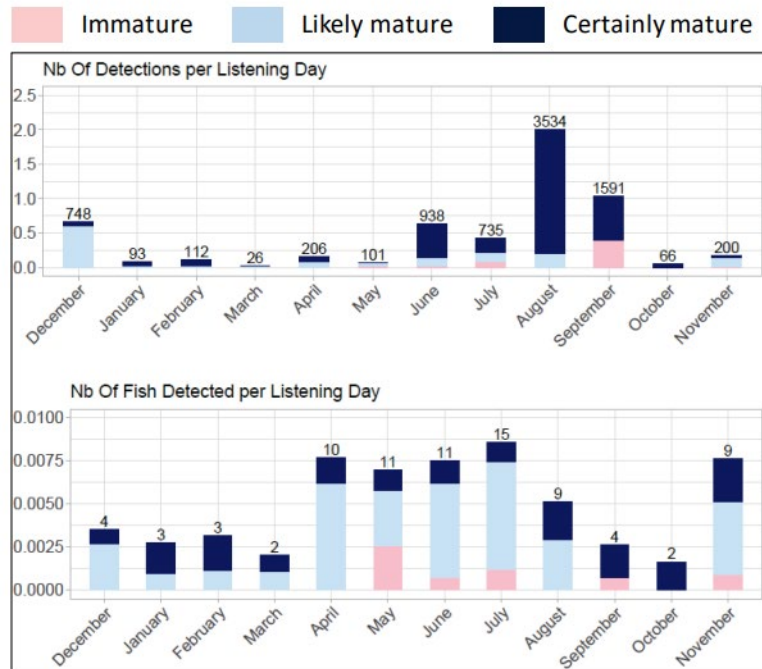 Immature Likely mature Certainly mature
Nb Of Detections per Listening Day
2.5
2.0
1.5
1.0
0.5
0.0
748 93 112 26 206 101 938 735 3534 1591 66 200
December January February March April May June July August September October November
Nb Of Fish Detected per Listening Day
0.0100
0.0075
0.0050
0.0025
0.0000
4 3 3 2 10 11 11 15 9 4 2 9
December January February March April May June July August September October November